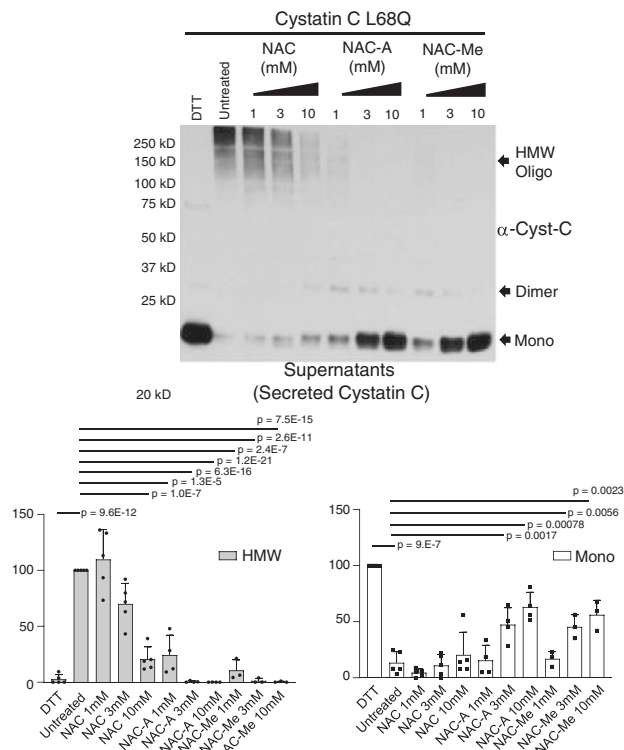 Cystatin C L68Q
NAC
(mM)
NAC-A
(mM)
NAC-Me
(mM)
DTT
Untreated
1 3 10 1 3 10 1 3 10
250 kD
150 kD
100 kD
75 kD
50 kD
37 kD
25 kD
HMW
Oligo
α-Cyst-C
Dimer
Mono
Supernatants
(Secreted Cystatin C)
20 kD
p = 7.5E-15
p = 2.6E-11
p = 2.4E-7
p = 1.2E-21
p = 6.3E-16
p = 1.3E-5
p = 1.0E-7
p = 9.6E-12
150
100
50
0
HMW
DTT
Untreated
NAC 1mM
NAC 3mM
NAC 10mM
NAC-A 1mM
NAC-A 3mM
NAC-A 10mM
NAC-Me 1mM
NAC-Me 3mM
AC-Me 10mM
p = 0.0023
p = 0.0056
p = 0.00078
p = 0.0017
p = 9.E-7
150
100
50
0
Mono
DTT
Untreated
NAC 1mM
NAC 3mM
NAC 10mM
NAC-A 1mM
NAC-A 3mM
NAC-A 10mM
NAC-Me 1mM
NAC-Me 3mM
NAC-Me 10mM